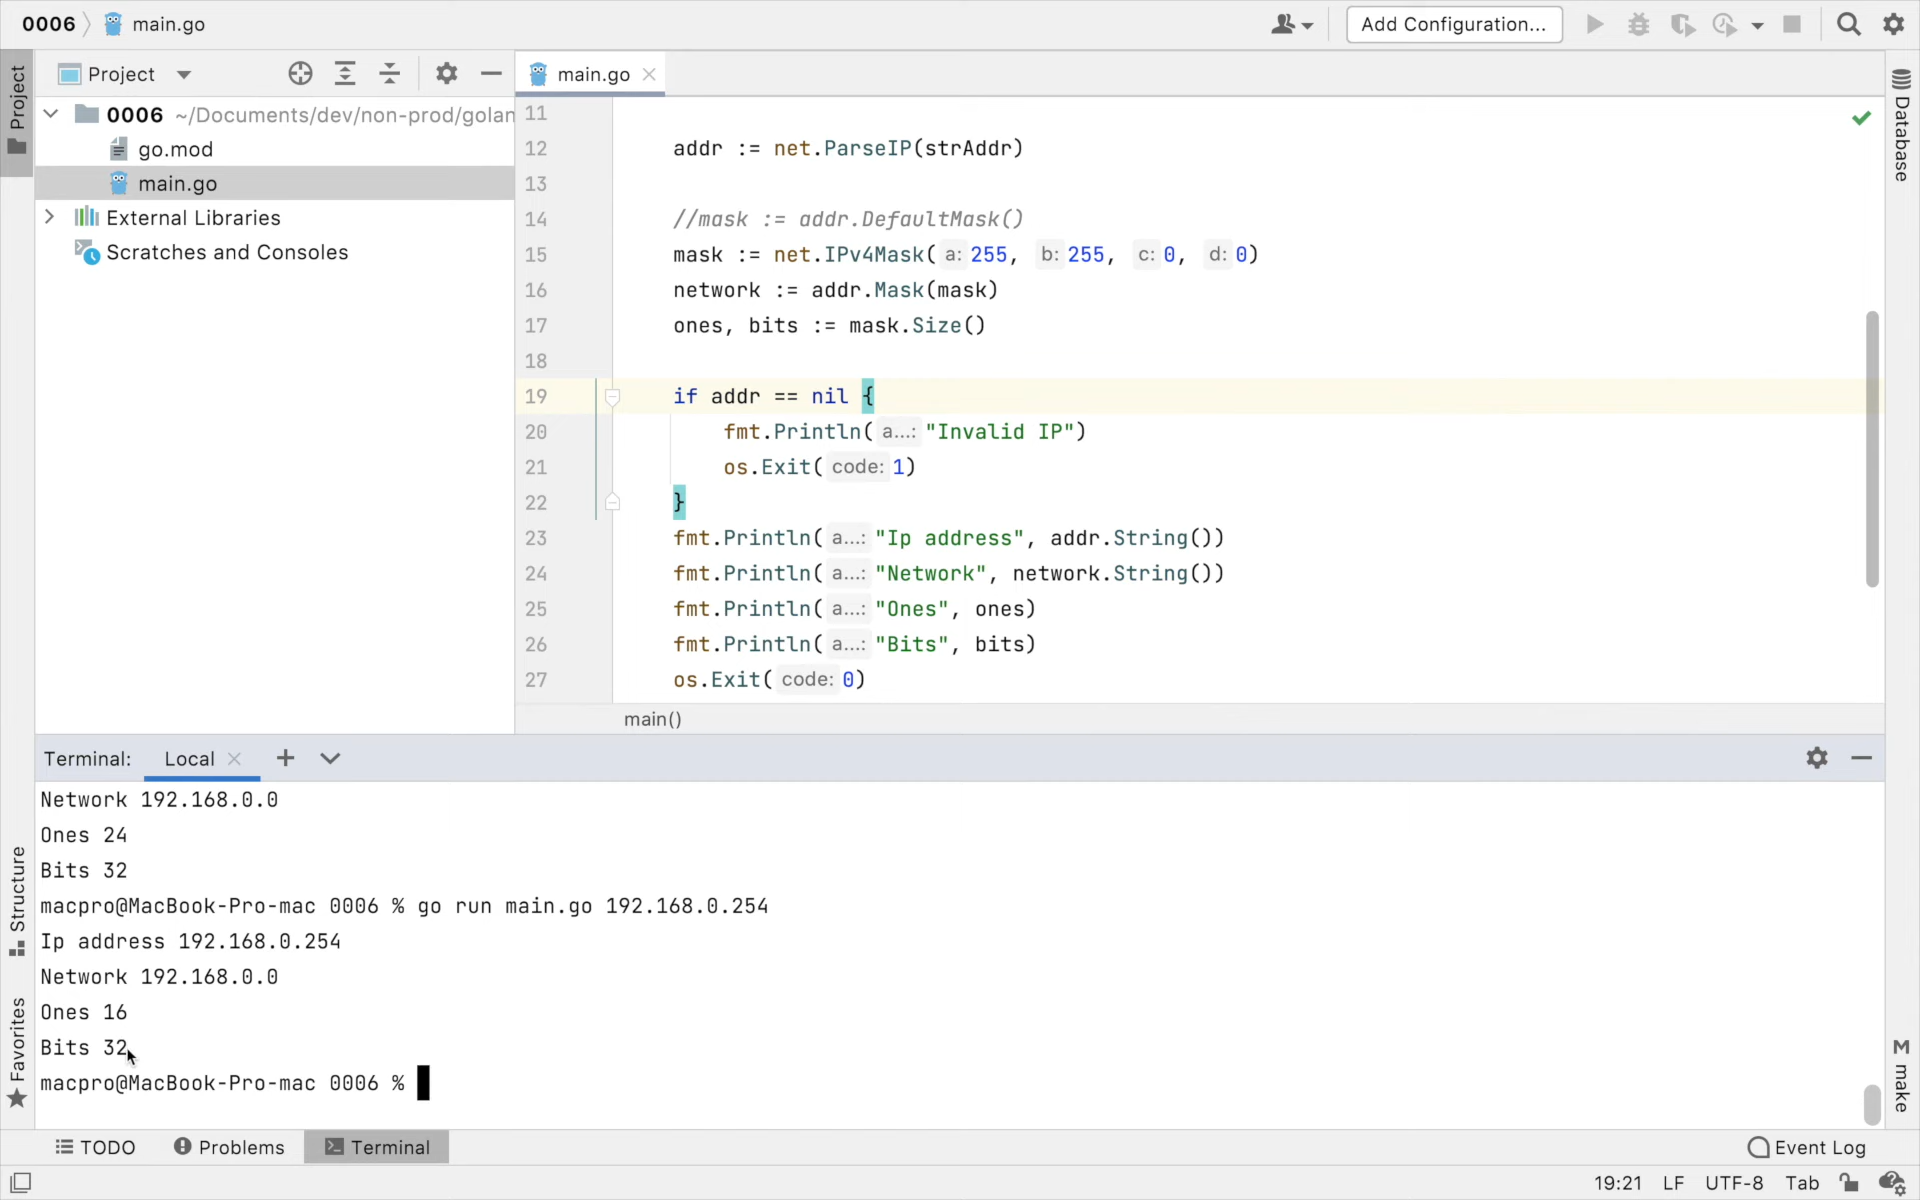 0006 main.go
Add Configuration...
Project
Project
main.go
0006 ~/Documents/dev/non-prod/golan
go.mod
main.go
External Libraries
Scratches and Consoles
11
12 addr := net.ParseIP(strAddr)
13
14 //mask := addr.DefaultMask()
15 mask := net.IPv4Mask( a: 255, b: 255, c: 0, d: 0)
16 network := addr.Mask(mask)
17 ones, bits := mask.Size()
18
19 if addr == nil {
20 fmt.Println( a...: "Invalid IP")
21 os.Exit( code: 1)
22 }
23 fmt.Println( a...: "Ip address", addr.String())
24 fmt.Println( a...: "Network", network.String())
25 fmt.Println( a...: "Ones", ones)
26 fmt.Println( a...: "Bits", bits)
27 os.Exit( code: 0)
main()
Database
Terminal: Local
Network 192.168.0.0
Ones 24
Bits 32
macpro@MacBook-Pro-mac 0006 % go run main.go 192.168.0.254
Ip address 192.168.0.254
Network 192.168.0.0
Ones 16
Bits 32
macpro@MacBook-Pro-mac 0006 %
Structure
Favorites
M make
TODO Problems Terminal Event Log
19:21 LF UTF-8 Tab